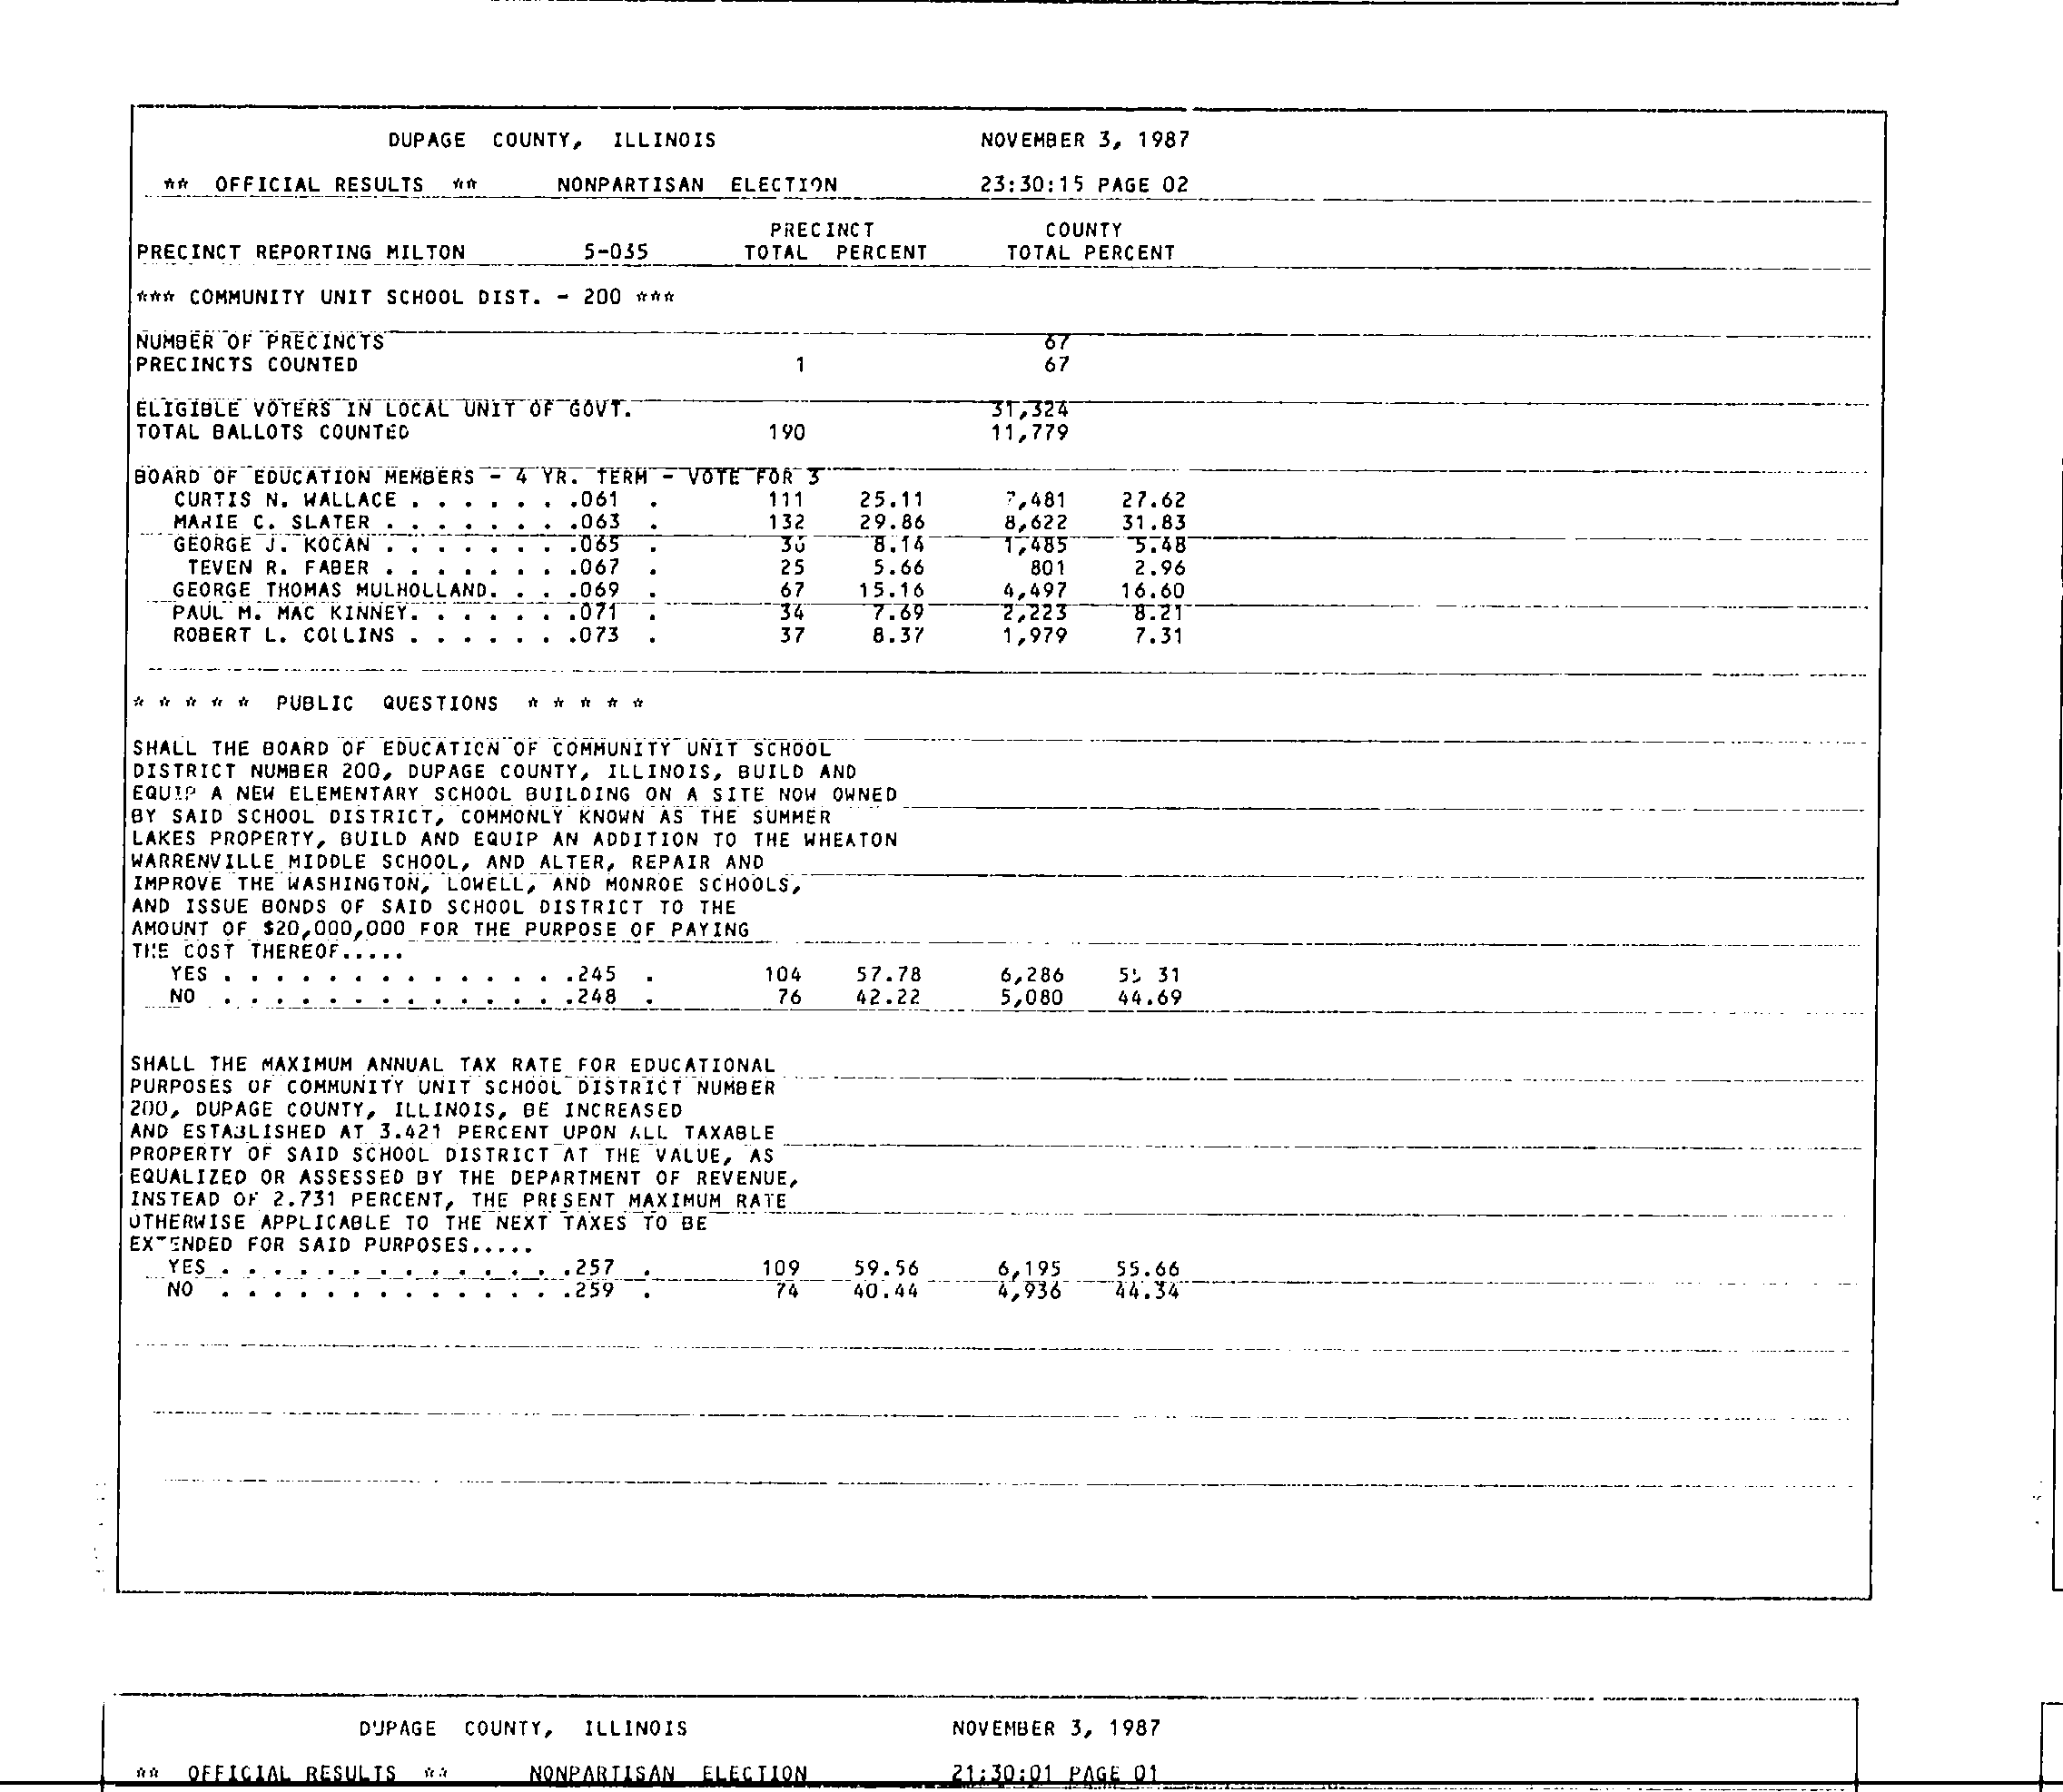 DUPAGE COUNTY, ILLINOIS NOVEMBER 3, 1987
** OFFICIAL RESULTS ** NONPARTISAN ELECTION 23:30:15 PAGE 02
PRECINCT COUNTY
PRECINCT REPORTING MILTON 5-035 TOTAL PERCENT TOTAL PERCENT
*** COMMUNITY UNIT SCHOOL DIST. - 200 ***
NUMBER OF PRECINCTS 67
PRECINCTS COUNTED 1 67
ELIGIBLE VOTERS IN LOCAL UNIT OF GOVT. 31,324
TOTAL BALLOTS COUNTED 190 11,779
BOARD OF EDUCATION MEMBERS - 4 YR. TERM - VOTE FOR 3
CURTIS N. WALLACE . . . . . . .061 . 111 25.11 7,481 27.62
MARIE C. SLATER . . . . . . . .063 . 132 29.86 8,622 31.83
GEORGE J. KOCAN . . . . . . . .065 . 36 8.14 1,485 5.48
TEVEN R. FABER . . . . . . . .067 . 25 5.66 801 2.96
GEORGE THOMAS MULHOLLAND. . . .069 . 67 15.16 4,497 16.60
PAUL M. MAC KINNEY. . . . . . .071 . 34 7.69 2,223 8.21
ROBERT L. COLLINS . . . . . . .073 . 37 8.37 1,979 7.31
* * * * * PUBLIC QUESTIONS * * * * *
SHALL THE BOARD OF EDUCATION OF COMMUNITY UNIT SCHOOL
DISTRICT NUMBER 200, DUPAGE COUNTY, ILLINOIS, BUILD AND
EQUIP A NEW ELEMENTARY SCHOOL BUILDING ON A SITE NOW OWNED
BY SAID SCHOOL DISTRICT, COMMONLY KNOWN AS THE SUMMER
LAKES PROPERTY, BUILD AND EQUIP AN ADDITION TO THE WHEATON
WARRENVILLE MIDDLE SCHOOL, AND ALTER, REPAIR AND
IMPROVE THE WASHINGTON, LOWELL, AND MONROE SCHOOLS,
AND ISSUE BONDS OF SAID SCHOOL DISTRICT TO THE
AMOUNT OF $20,000,000 FOR THE PURPOSE OF PAYING
THE COST THEREOF.....
YES . . . . . . . . . . . . . .245 . 104 57.78 6,286 31
NO . . . . . . . . . . . . . .248 . 76 42.22 5,080 44.69
SHALL THE MAXIMUM ANNUAL TAX RATE FOR EDUCATIONAL
PURPOSES OF COMMUNITY UNIT SCHOOL DISTRICT NUMBER
200, DUPAGE COUNTY, ILLINOIS, BE INCREASED
AND ESTABLISHED AT 3.421 PERCENT UPON ALL TAXABLE
PROPERTY OF SAID SCHOOL DISTRICT AT THE VALUE, AS
EQUALIZED OR ASSESSED BY THE DEPARTMENT OF REVENUE,
INSTEAD OF 2.731 PERCENT, THE PRESENT MAXIMUM RATE
OTHERWISE APPLICABLE TO THE NEXT TAXES TO BE
EXTENDED FOR SAID PURPOSES.....
YES . . . . . . . . . . . . . .257 . 109 59.56 6,195 55.66
NO . . . . . . . . . . . . . .259 . 74 40.44 4,936 44.34
DUPAGE COUNTY, ILLINOIS NOVEMBER 3, 1987
** OFFICIAL RESULTS ** NONPARTISAN ELECTION 21:30:01 PAGE 01